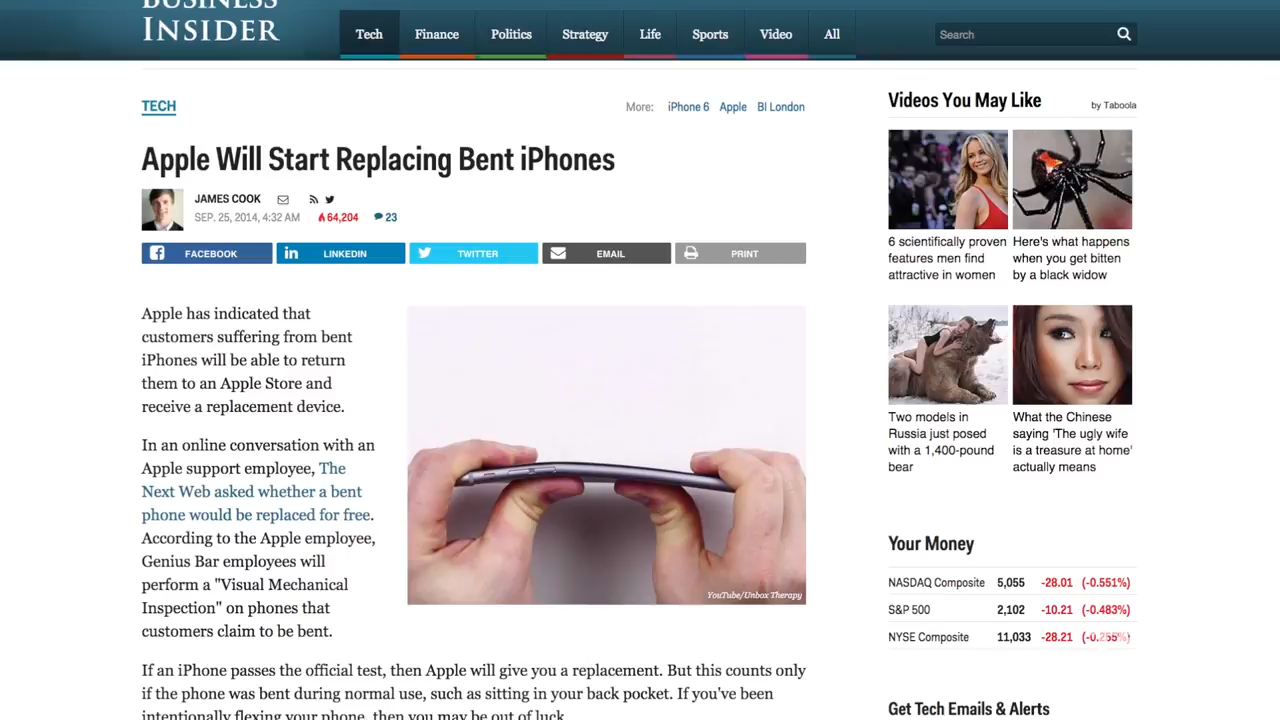 BUSINESS
INSIDER
Tech
Finance
Politics
Strategy
Life
Sports
Video
All
Search
TECH
More: iPhone 6 Apple BI London
Apple Will Start Replacing Bent iPhones
JAMES COOK
SEP. 25, 2014, 4:32 AM 64,204 23
FACEBOOK
LINKEDIN
TWITTER
EMAIL
PRINT
Apple has indicated that
customers suffering from bent
iPhones will be able to return
them to an Apple Store and
receive a replacement device.
In an online conversation with an
Apple support employee, The
Next Web asked whether a bent
phone would be replaced for free.
According to the Apple employee,
Genius Bar employees will
perform a "Visual Mechanical
Inspection" on phones that
customers claim to be bent.
YouTube/Unbox Therapy
If an iPhone passes the official test, then Apple will give you a replacement. But this counts only
if the phone was bent during normal use, such as sitting in your back pocket. If you've been
intentionally flexing your phone, then you may be out of luck.
Videos You May Like
by Taboola
6 scientifically proven
features men find
attractive in women
Here's what happens
when you get bitten
by a black widow
Two models in
Russia just posed
with a 1,400-pound
bear
What the Chinese
saying 'The ugly wife
is a treasure at home'
actually means
Your Money
NASDAQ Composite 5,055 -28.01 (-0.551%)
S&P 500 2,102 -10.21 (-0.483%)
NYSE Composite 11,033 -28.21
Get Tech Emails & Alerts